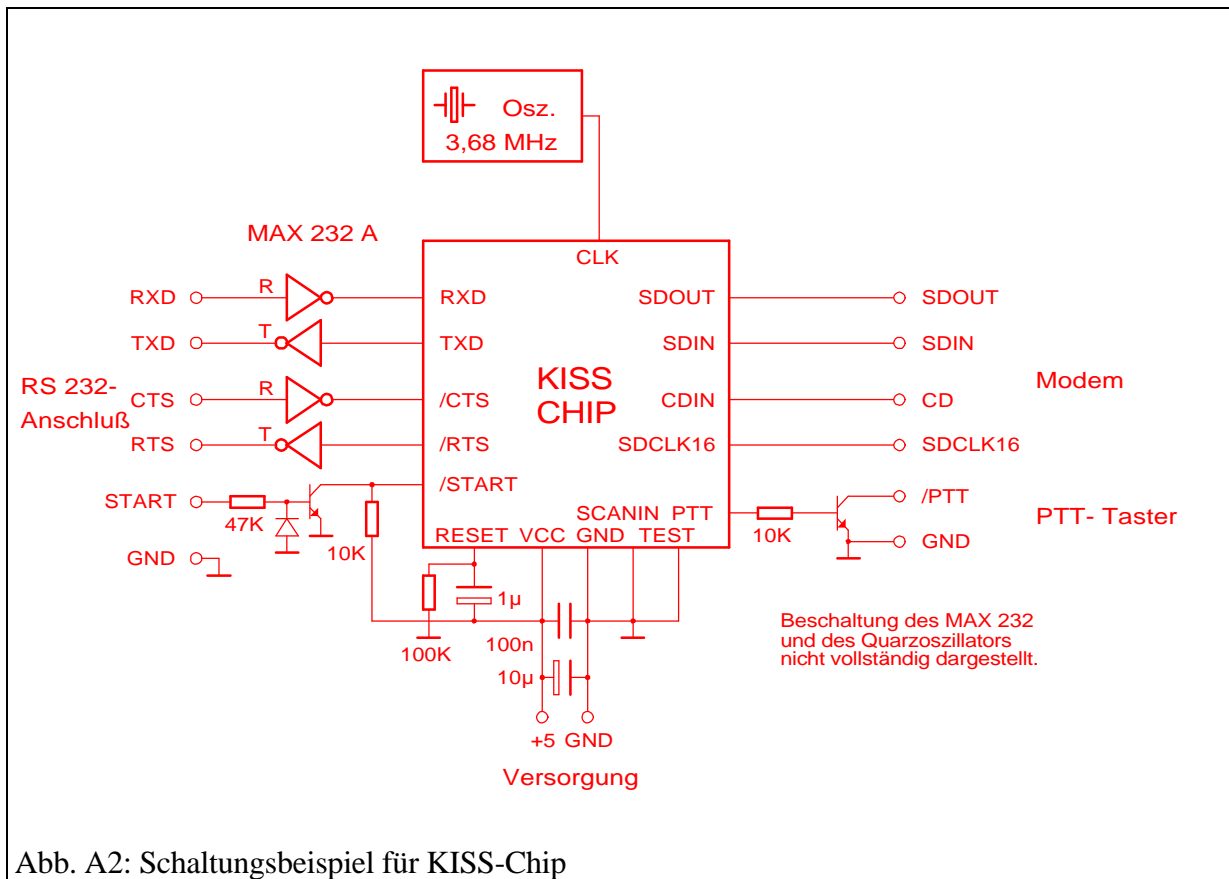 Osz.
3,68 MHz
MAX 232 A
CLK
RXD
R
RXD
SDOUT
SDOUT
TXD
T
TXD
SDIN
SDIN
RS 232-
Anschluß
KISS
CHIP
Modem
CTS
R
/CTS
CDIN
CD
RTS
T
/RTS
SDCLK16
SDCLK16
START
47K
/START
10K
SCANIN PTT
10K
/PTT
GND
PTT- Taster
GND
RESET VCC GND TEST
1µ
100K
100n
10µ
Beschaltung des MAX 232
und des Quarzoszillators
nicht vollständig dargestellt.
+5 GND
Versorgung
Abb. A2: Schaltungsbeispiel für KISS-Chip